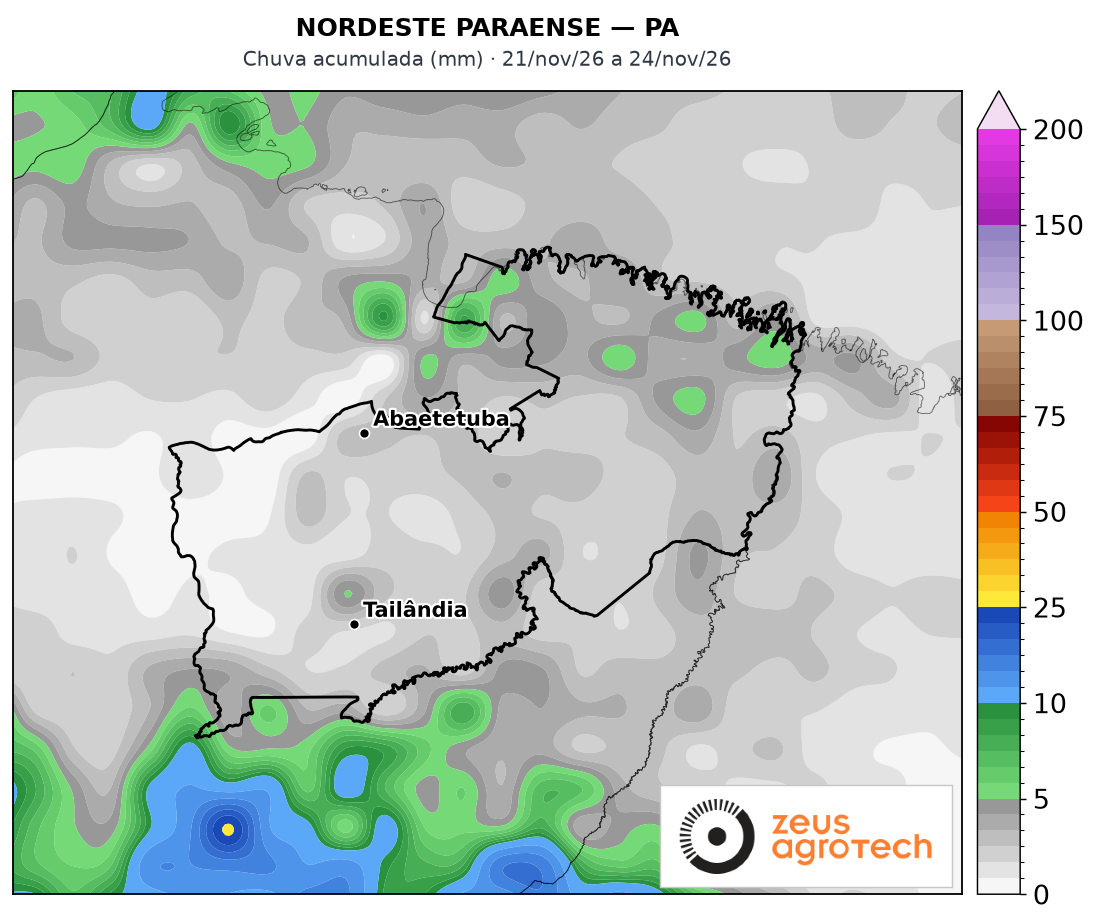 NORDESTE PARAENSE — PA
Chuva acumulada (mm) · 21/nov/26 a 24/nov/26
200
150
100
75
50
25
10
5
0
Abaetetuba
Tailândia
zeus
agrotech